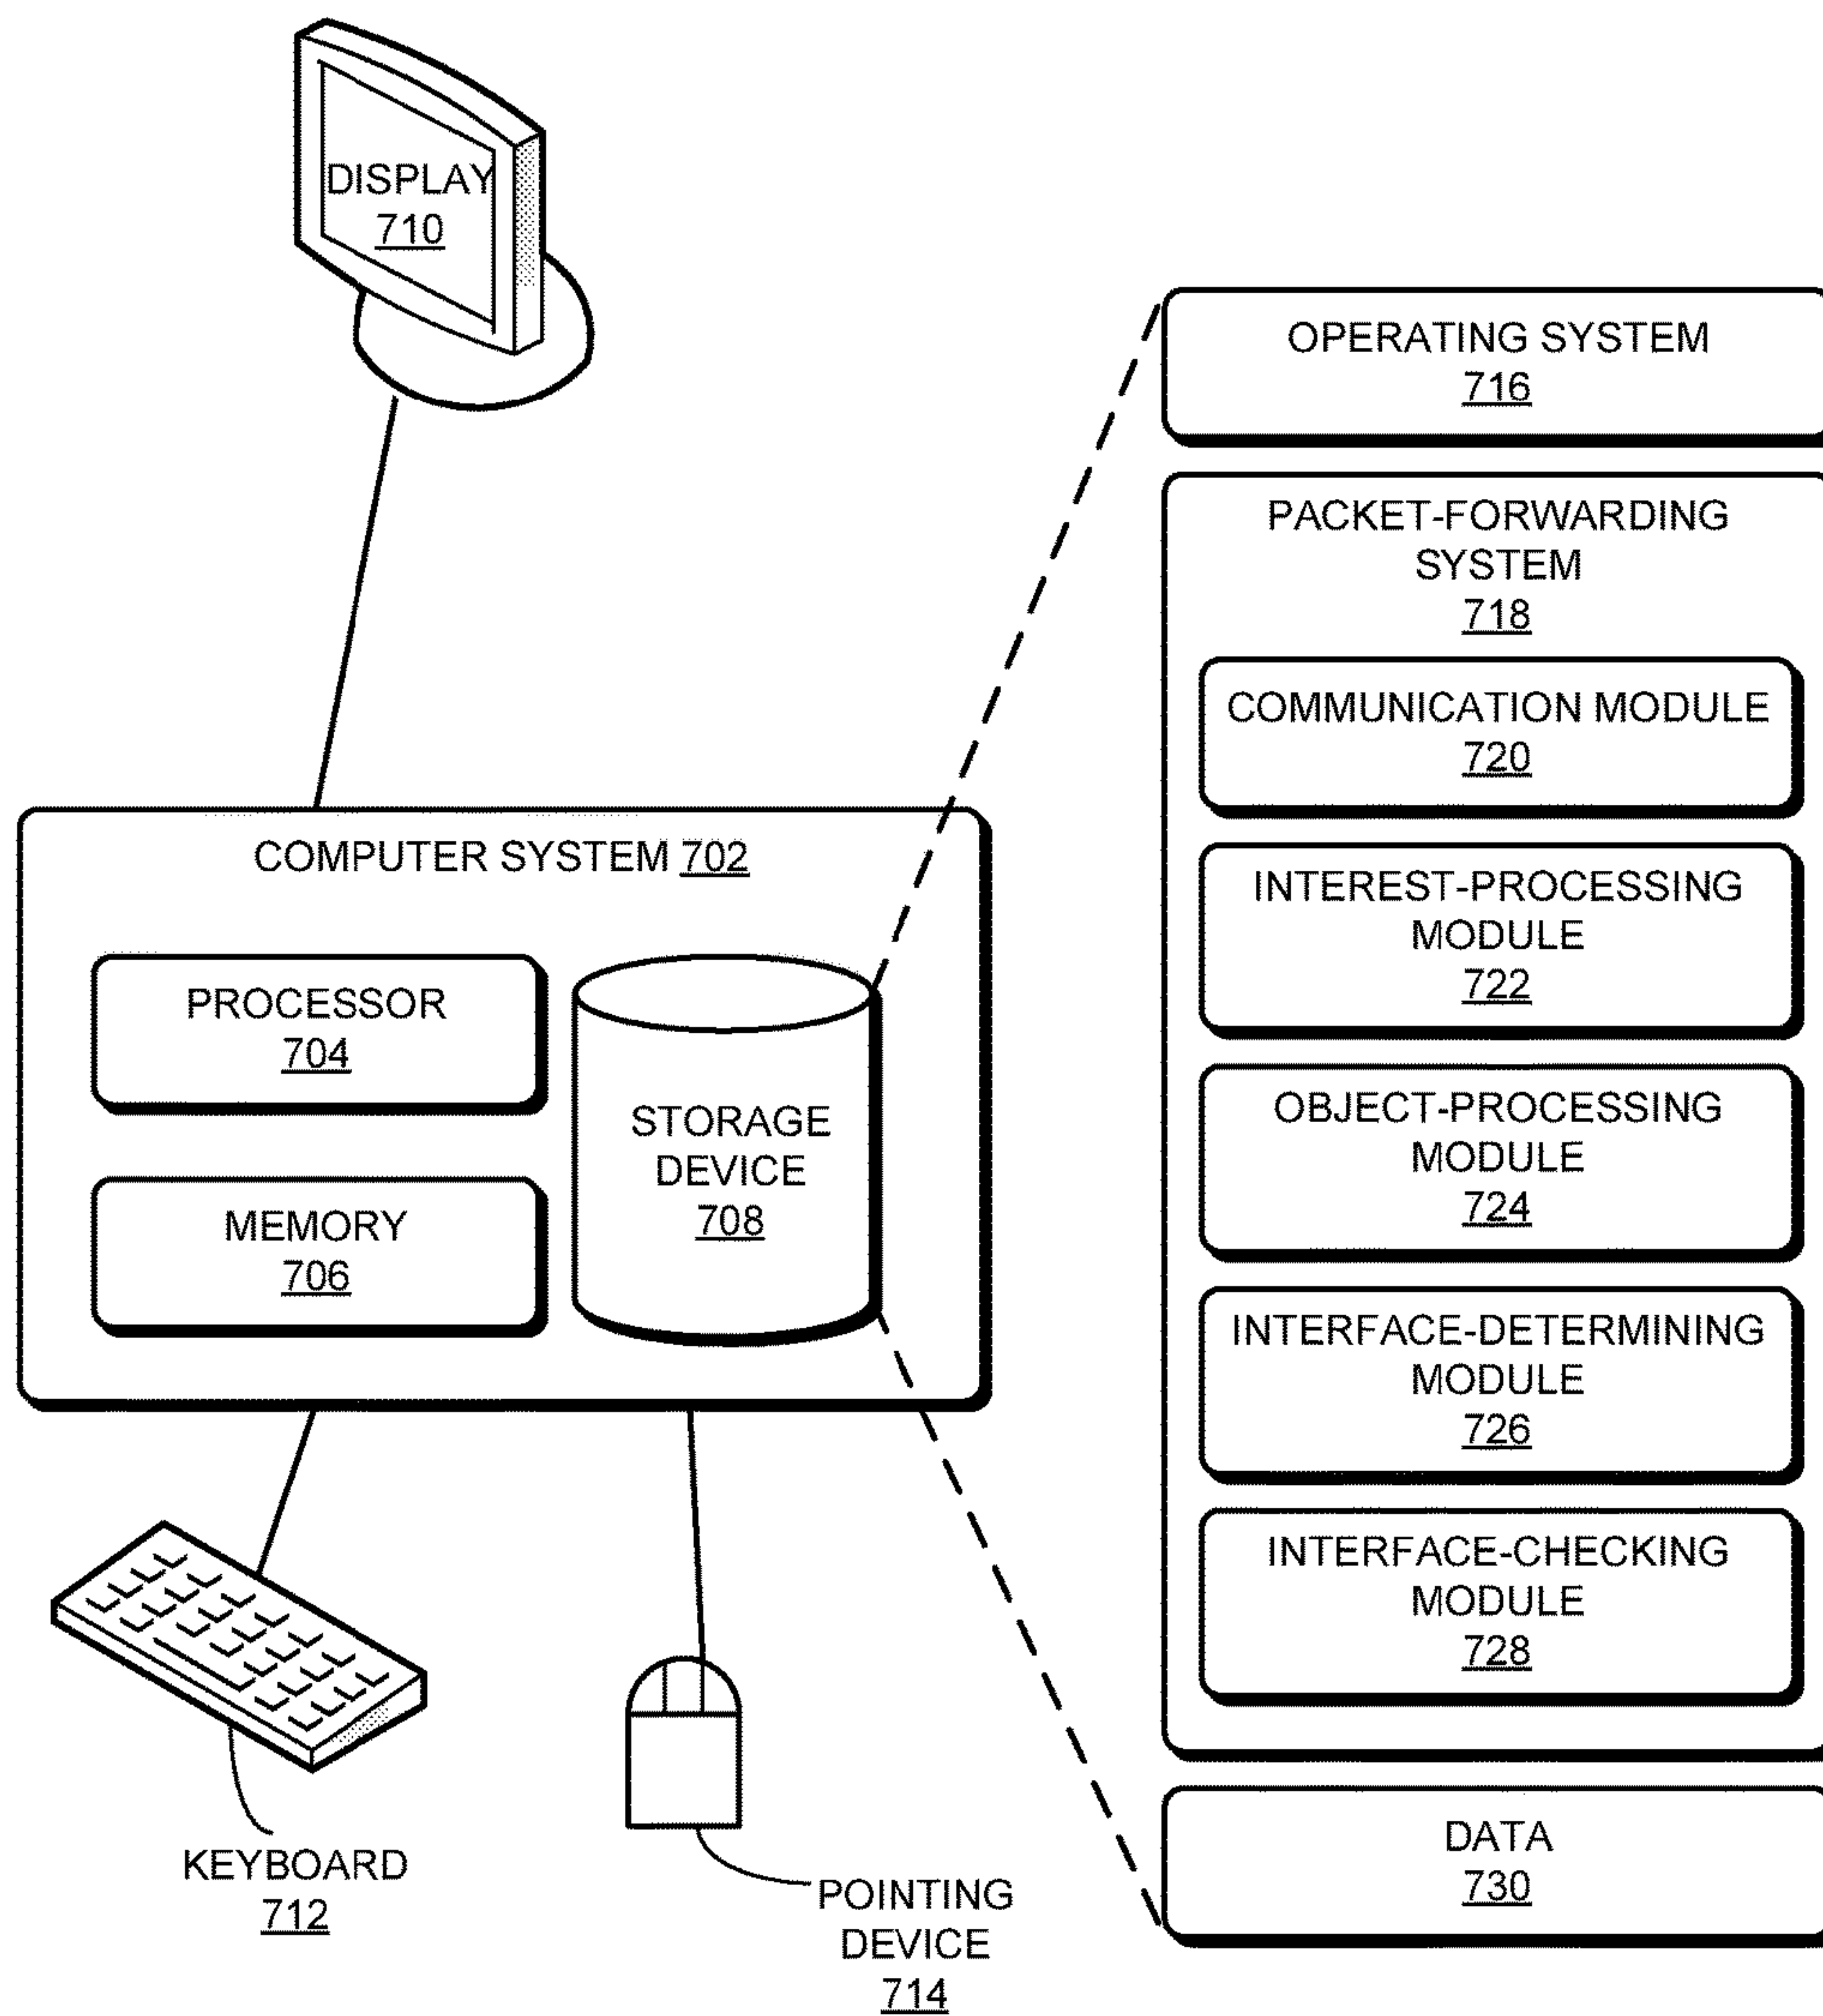 DISPLAY
710
COMPUTER SYSTEM 702
PROCESSOR
704
MEMORY
706
STORAGE
DEVICE
708
KEYBOARD
712
POINTING
DEVICE
714
OPERATING SYSTEM
716
PACKET-FORWARDING
SYSTEM
718
COMMUNICATION MODULE
720
INTEREST-PROCESSING
MODULE
722
OBJECT-PROCESSING
MODULE
724
INTERFACE-DETERMINING
MODULE
726
INTERFACE-CHECKING
MODULE
728
DATA
730